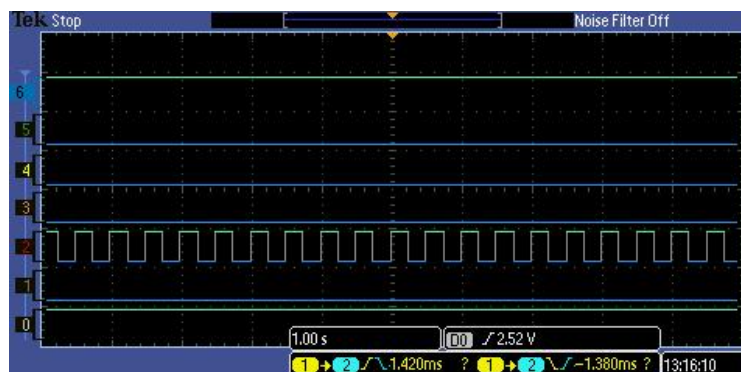 Tek Stop Noise Filter Off
6
5
4
3
2
1
0
1.00 s D0 2.52 V
1 → 2 -1.420ms ? 1 → 2 -1.380ms ? 13:16:10